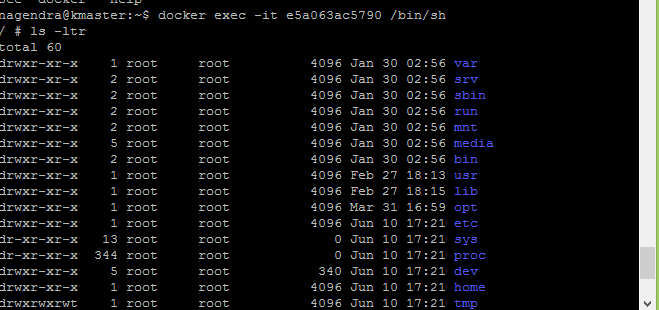 nagendra@kmaster:~$ docker exec -it e5a063ac5790 /bin/sh
/ # ls -ltr
total 60
drwxr-xr-x    1 root     root          4096 Jan 30 02:56 var
drwxr-xr-x    2 root     root          4096 Jan 30 02:56 srv
drwxr-xr-x    2 root     root          4096 Jan 30 02:56 sbin
drwxr-xr-x    2 root     root          4096 Jan 30 02:56 run
drwxr-xr-x    2 root     root          4096 Jan 30 02:56 mnt
drwxr-xr-x    5 root     root          4096 Jan 30 02:56 media
drwxr-xr-x    2 root     root          4096 Jan 30 02:56 bin
drwxr-xr-x    1 root     root          4096 Feb 27 18:13 usr
drwxr-xr-x    1 root     root          4096 Feb 27 18:15 lib
drwxr-xr-x    1 root     root          4096 Mar 31 16:59 opt
drwxr-xr-x    1 root     root          4096 Jun 10 17:21 etc
dr-xr-xr-x   13 root     root             0 Jun 10 17:21 sys
dr-xr-xr-x  344 root     root             0 Jun 10 17:21 proc
drwxr-xr-x    5 root     root           340 Jun 10 17:21 dev
drwxr-xr-x    1 root     root          4096 Jun 10 17:21 home
drwxrwxrwt    1 root     root          4096 Jun 10 17:21 tmp